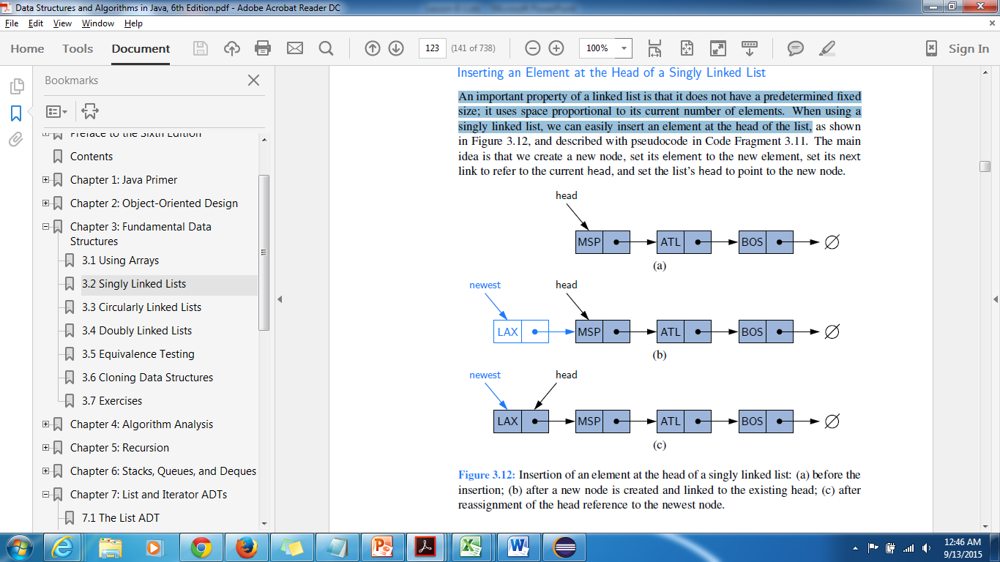 Data Structures and Algorithms in Java, 6th Edition.pdf - Adobe Acrobat Reader DC
File Edit View Window Help
Home Tools Document 123 (141 of 738) 100% Sign In
Bookmarks
Preface to the Sixth Edition
Contents
Chapter 1: Java Primer
Chapter 2: Object-Oriented Design
Chapter 3: Fundamental Data
Structures
3.1 Using Arrays
3.2 Singly Linked Lists
3.3 Circularly Linked Lists
3.4 Doubly Linked Lists
3.5 Equivalence Testing
3.6 Cloning Data Structures
3.7 Exercises
Chapter 4: Algorithm Analysis
Chapter 5: Recursion
Chapter 6: Stacks, Queues, and Deques
Chapter 7: List and Iterator ADTs
7.1 The List ADT
Inserting an Element at the Head of a Singly Linked List
An important property of a linked list is that it does not have a predetermined fixed
size; it uses space proportional to its current number of elements. When using a
singly linked list, we can easily insert an element at the head of the list, as shown
in Figure 3.12, and described with pseudocode in Code Fragment 3.11. The main
idea is that we create a new node, set its element to the new element, set its next
link to refer to the current head, and set the list's head to point to the new node.
head
MSP ATL BOS ∅
(a)
newest head
LAX MSP ATL BOS ∅
(b)
newest head
LAX MSP ATL BOS ∅
(c)
Figure 3.12: Insertion of an element at the head of a singly linked list: (a) before the
insertion; (b) after a new node is created and linked to the existing head; (c) after
reassignment of the head reference to the newest node.
12:46 AM
9/13/2015